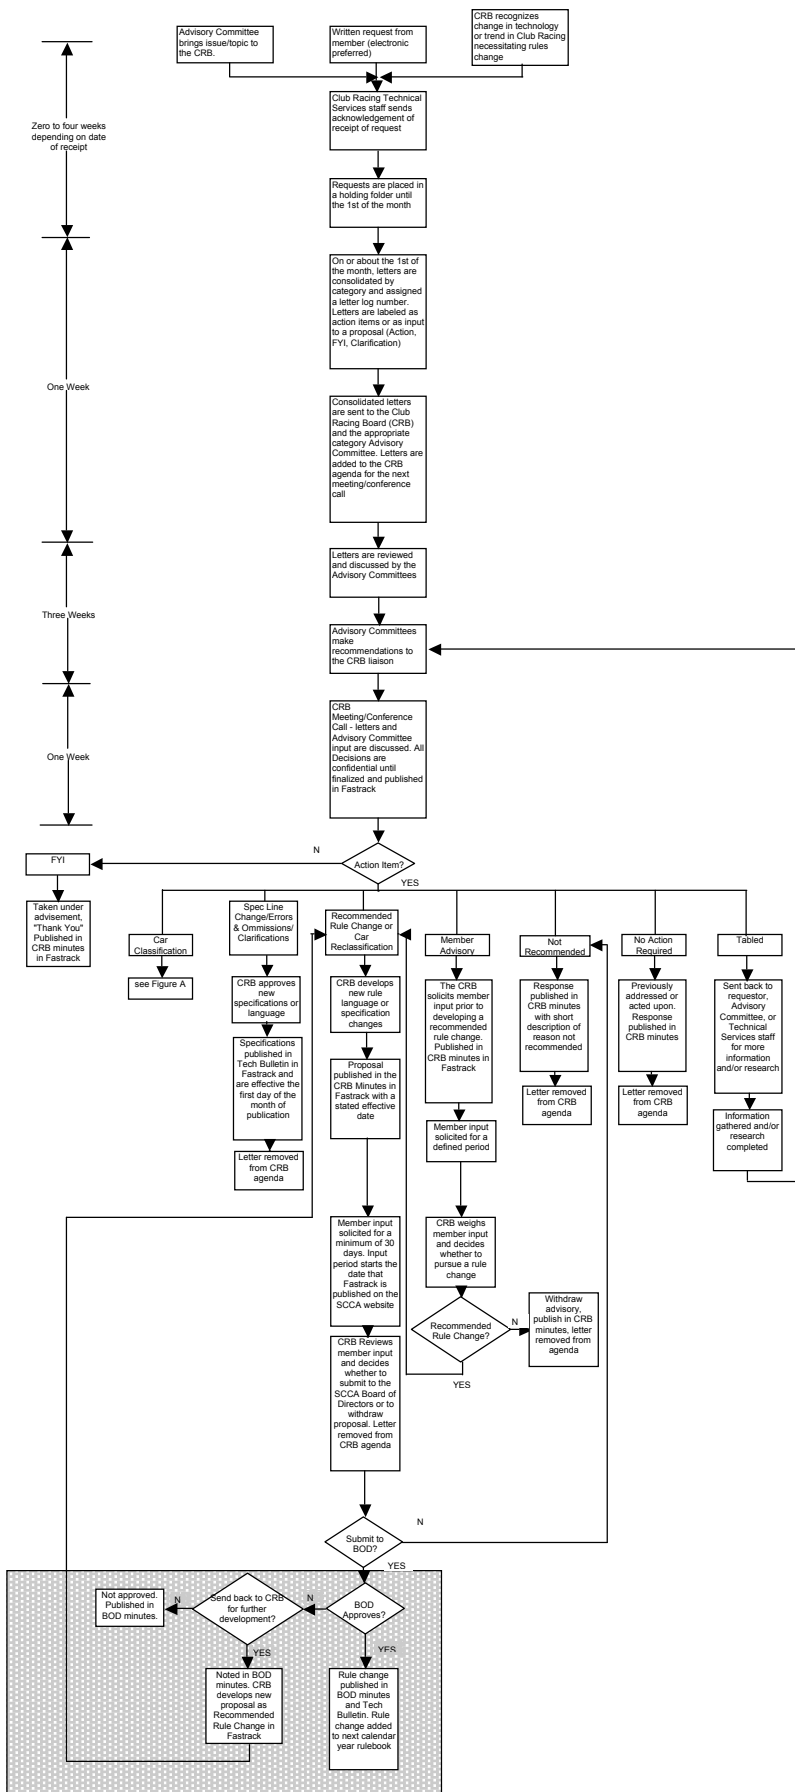 Advisory Committee
brings issue/topic to
the CRB.
Written request from
member (electronic
preferred)
CRB recognizes
change in technology
or trend in Club Racing
necessitating rules
change
Club Racing Technical
Services staff sends
acknowledgement of
receipt of request
Zero to four weeks
depending on date
of receipt
Requests are placed in
a holding folder until
the 1st of the month
On or about the 1st of
the month, letters are
consolidated by
category and assigned
a letter log number.
Letters are labeled as
action items or as input
to a proposal (Action,
FYI, Clarification)
One Week
Consolidated letters
are sent to the Club
Racing Board (CRB)
and the appropriate
category Advisory
Committee. Letters are
added to the CRB
agenda for the next
meeting/conference
call
Letters are reviewed
and discussed by the
Advisory Committees
Three Weeks
Advisory Committees
make
recommendations to
the CRB liaison
CRB
Meeting/Conference
Call - letters and
Advisory Committee
input are discussed. All
Decisions are
confidential until
finalized and published
in Fastrack
One Week
Action Item?
N
YES
FYI
Taken under
advisement,
"Thank You"
Published in
CRB minutes
in Fastrack
Car
Classification
see Figure A
Spec Line
Change/Errors
& Ommissions/
Clarifications
CRB approves
new
specifications or
language
Specifications
published in
Tech Bulletin in
Fastrack and
are effective the
first day of the
month of
publication
Letter removed
from CRB
agenda
Recommended
Rule Change or
Car
Reclassification
CRB develops
new rule
language or
specification
changes
Proposal
published in the
CRB Minutes in
Fastrack with a
stated effective
date
Member input
solicited for a
minimum of 30
days. Input
period starts the
date that
Fastrack is
published on the
SCCA website
CRB Reviews
member input
and decides
whether to
submit to the
SCCA Board of
Directors or to
withdraw
proposal. Letter
removed from
CRB agenda
Member
Advisory
The CRB
solicits member
input prior to
developing a
recommended
rule change.
Published in
CRB minutes in
Fastrack
Member input
solicited for a
defined period
CRB weighs
member input
and decides
whether to
pursue a rule
change
Recommended
Rule Change?
N
YES
Withdraw
advisory,
publish in CRB
minutes, letter
removed from
agenda
Not
Recommended
Response
published in
CRB minutes
with short
description of
reason not
recommended
Letter removed
from CRB
agenda
No Action
Required
Previously
addressed or
acted upon.
Response
published in
CRB minutes
Letter removed
from CRB
agenda
Tabled
Sent back to
requestor,
Advisory
Committee, or
Technical
Services staff
for more
information
and/or research
Information
gathered and/or
research
completed
Submit to
BOD?
N
YES
BOD
Approves?
N
YES
Send back to CRB
for further
development?
N
YES
Not approved.
Published in
BOD minutes.
Noted in BOD
minutes. CRB
develops new
proposal as
Recommended
Rule Change in
Fastrack
Rule change
published in
BOD minutes
and Tech
Bulletin. Rule
change added
to next calendar
year rulebook